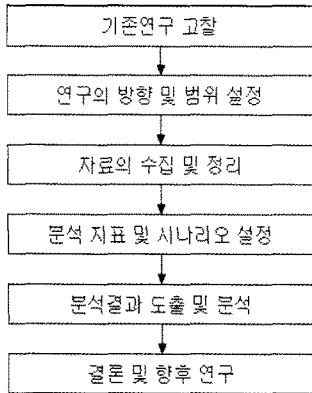 기존연구 고찰
연구의 방향 및 범위 설정
자료의 수집 및 정리
분석 지표 및 시나리오 설정
분석결과 도출 및 분석
결론 및 향후 연구